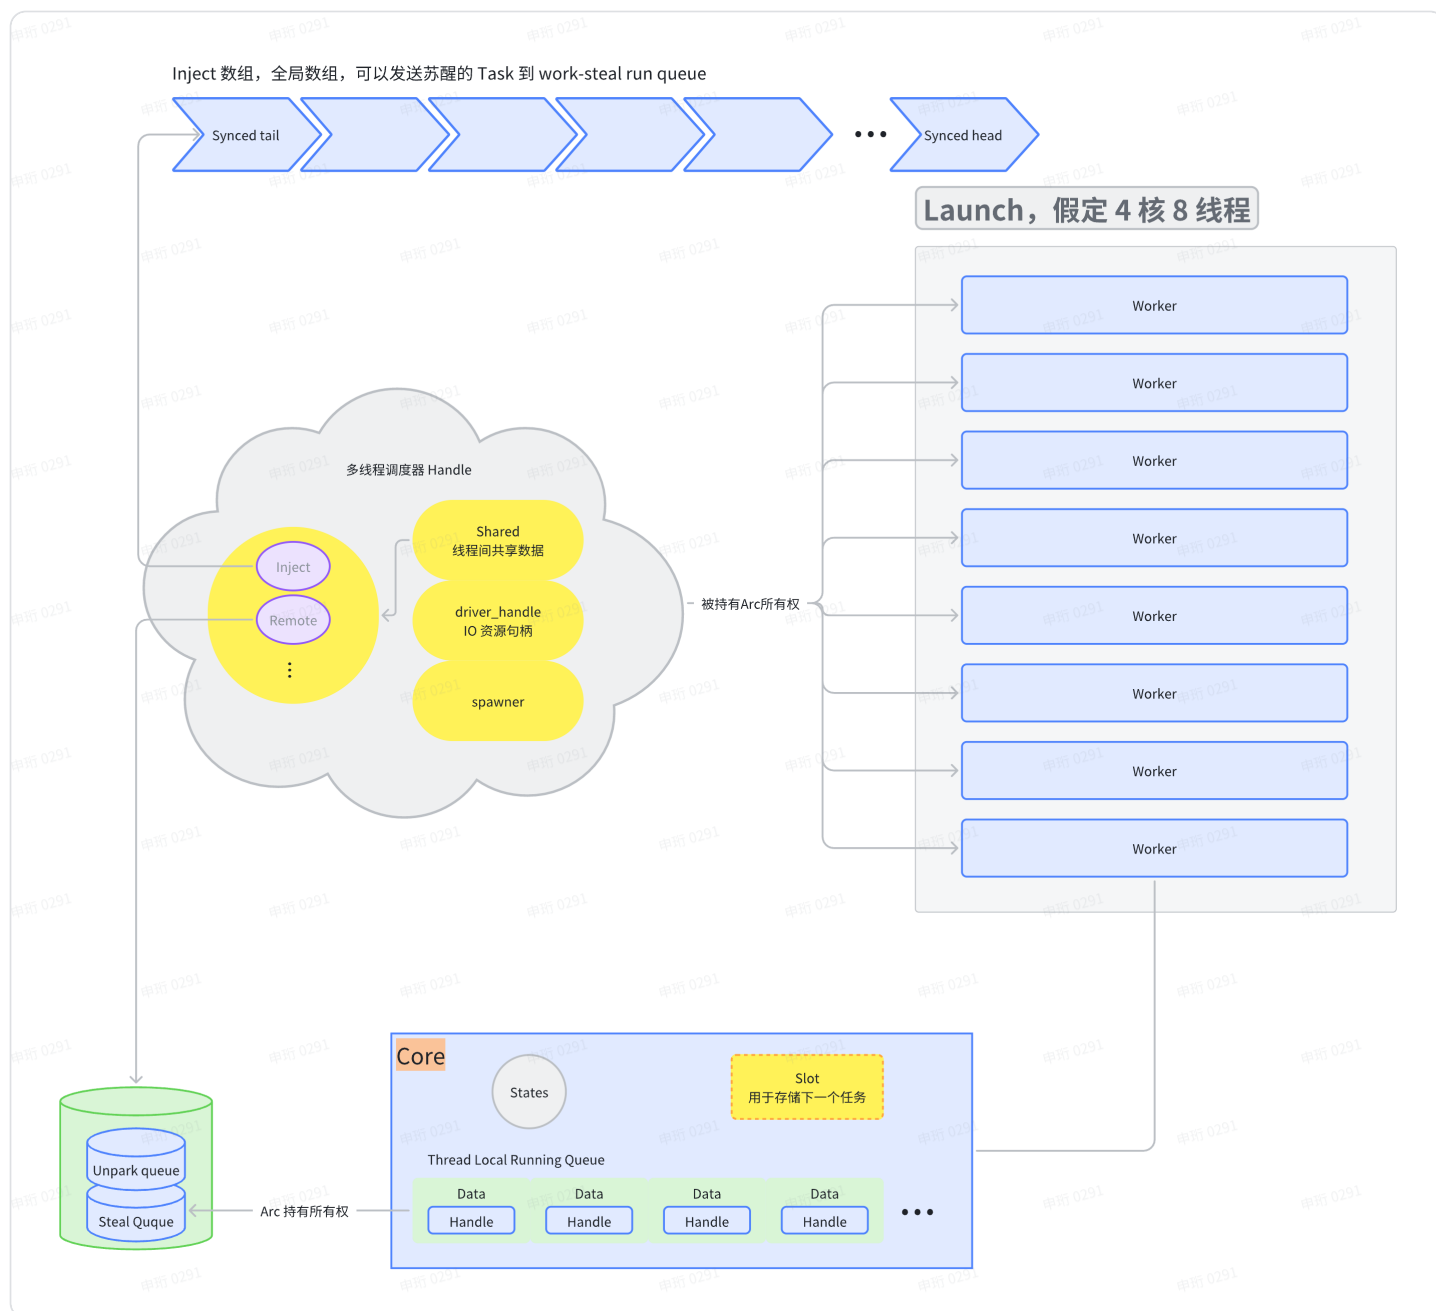 Inject 数组，全局数组，可以发送苏醒的 Task 到 work-steal run queue
Synced tail
Synced head
Launch，假定 4 核 8 线程
Worker
Worker
Worker
Worker
Worker
Worker
Worker
Worker
多线程调度器 Handle
Shared
线程间共享数据
Inject
Remote
driver_handle
IO 资源句柄
spawner
被持有Arc所有权
Core
States
Slot
用于存储下一个任务
Thread Local Running Queue
Data
Data
Data
Data
Handle
Handle
Handle
Handle
Unpark queue
Steal Quque
Arc 持有所有权
申珩 0291